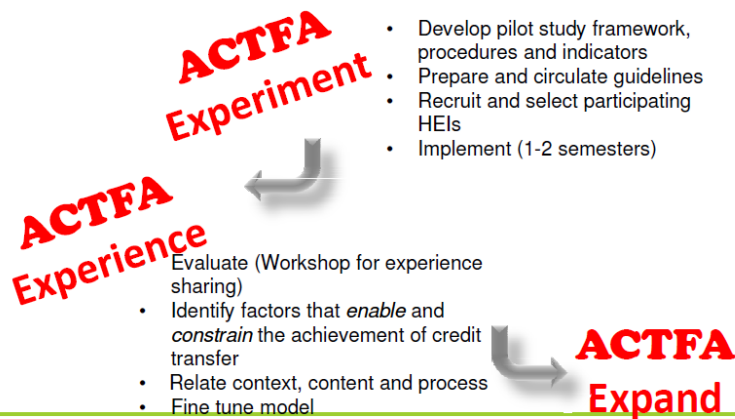 ACTFA
Experiment
• Develop pilot study framework,
procedures and indicators
• Prepare and circulate guidelines
• Recruit and select participating
HEIs
• Implement (1-2 semesters)
ACTFA
Experience
Evaluate (Workshop for experience
sharing)
• Identify factors that enable and
constrain the achievement of credit
transfer
• Relate context, content and process
• Fine tune model
ACTFA
Expand